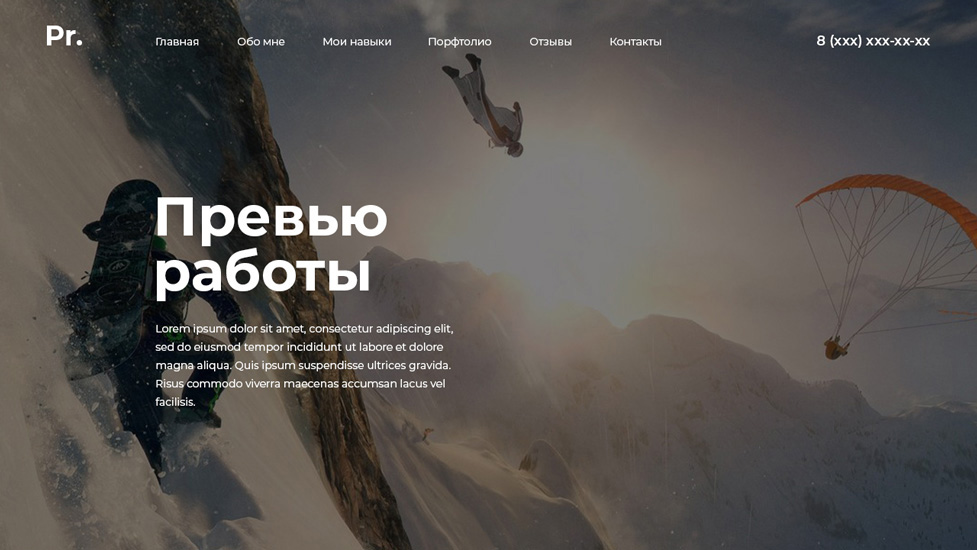 Pr.
Главная Обо мне Мои навыки Порфтолио Отзывы Контакты 8 (xxx) xxx-xx-xx
Превью
работы
Lorem ipsum dolor sit amet, consectetur adipiscing elit,
sed do eiusmod tempor incididunt ut labore et dolore
magna aliqua. Quis ipsum suspendisse ultrices gravida.
Risus commodo viverra maecenas accumsan lacus vel
facilisis.